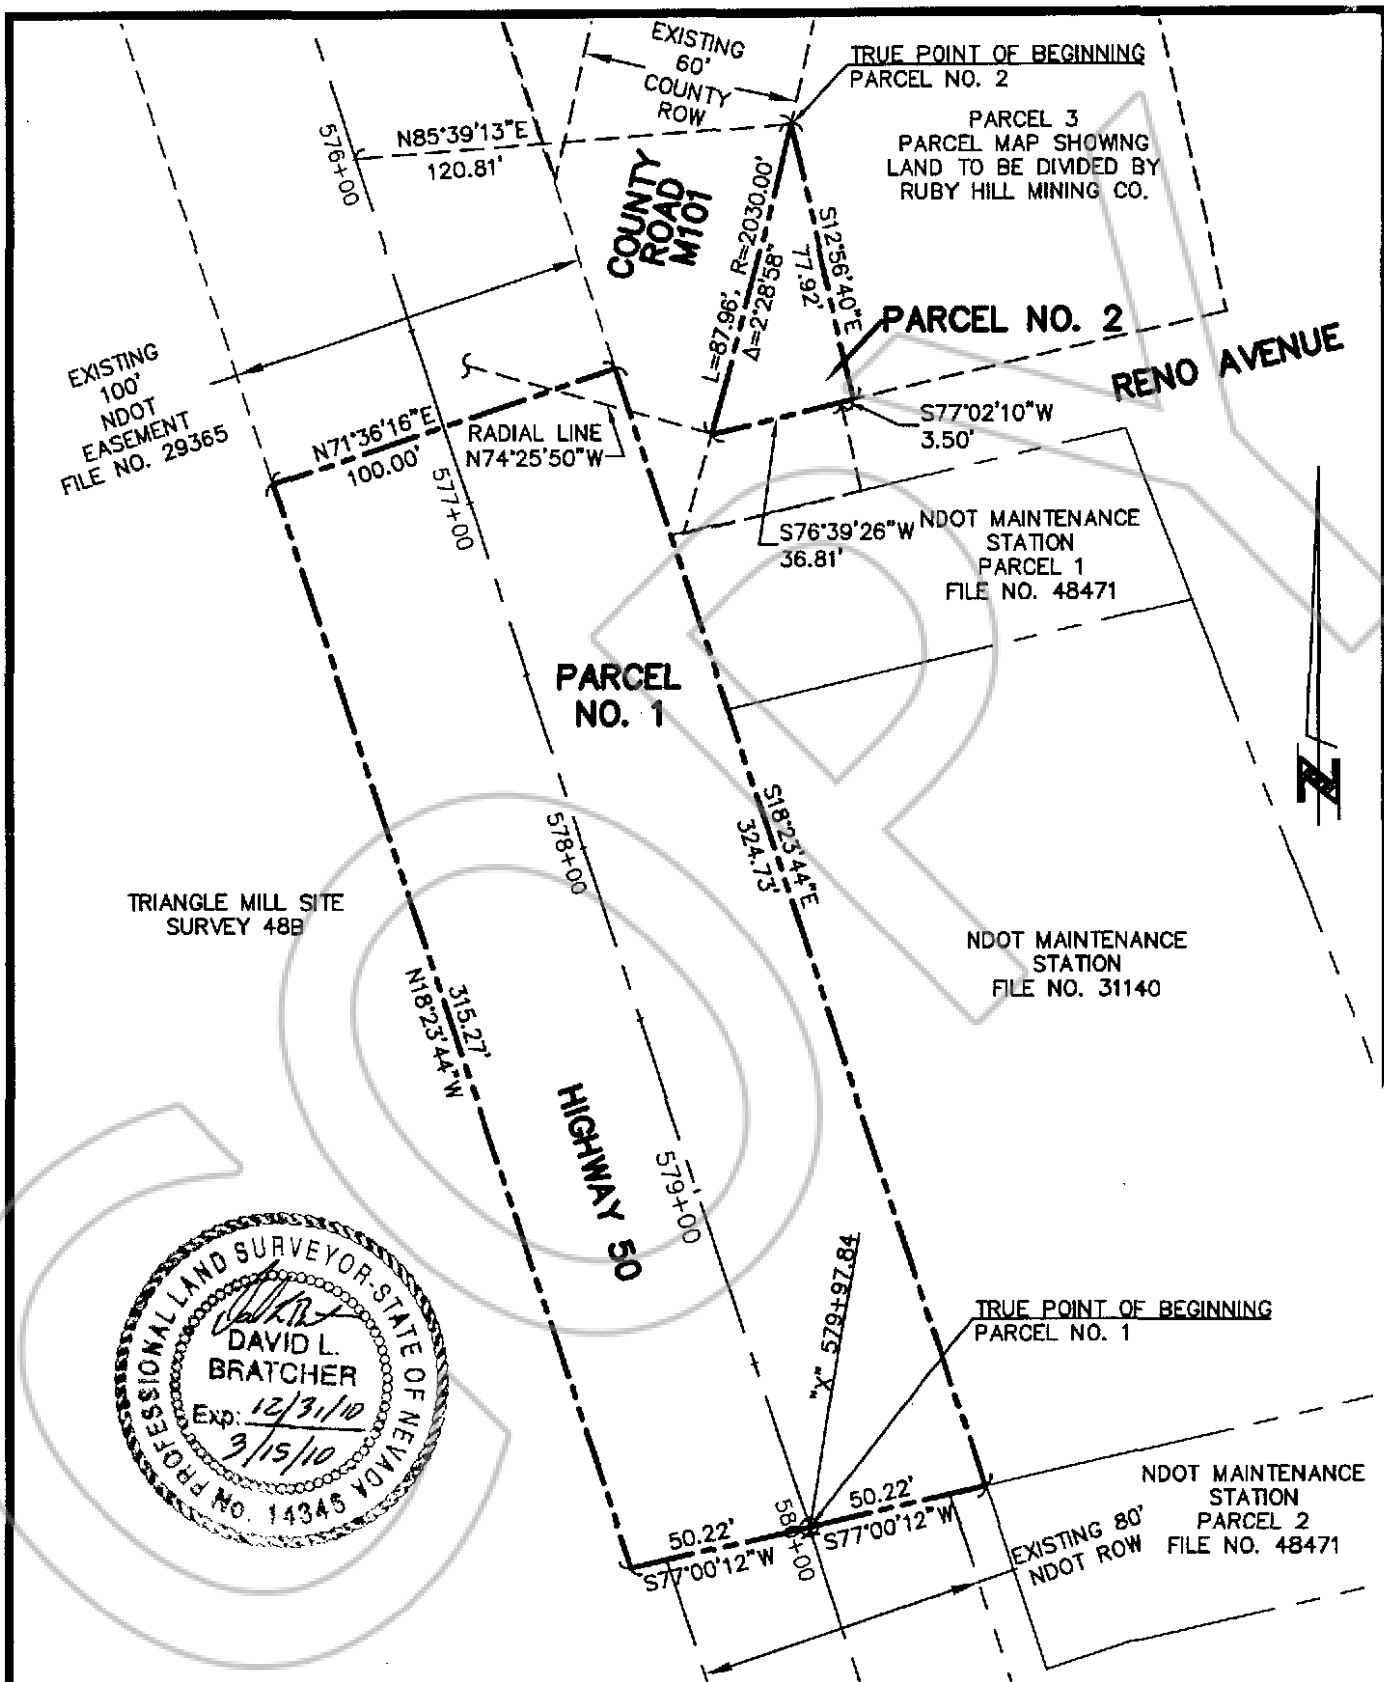 EXISTING
60'
COUNTY
ROW
TRUE POINT OF BEGINNING
PARCEL NO. 2
PARCEL 3
PARCEL MAP SHOWING
LAND TO BE DIVIDED BY
RUBY HILL MINING CO.
576+00
N85°39'13"E
120.81'
COUNTY
ROAD
M101
L=87.96', R=2030.00'
Δ=2°28'58"
S12°56'40"E
77.92'
PARCEL NO. 2
RENO AVENUE
EXISTING
100'
NDOT
EASEMENT
FILE NO. 29365
N71°36'16"E
100.00'
RADIAL LINE
N74°25'50"W
S77°02'10"W
3.50'
577+00
S76°39'26"W
36.81'
NDOT MAINTENANCE
STATION
PARCEL 1
FILE NO. 48471
PARCEL
NO. 1
N
578+00
S18°23'44"E
324.73'
TRIANGLE MILL SITE
SURVEY 48B
NDOT MAINTENANCE
STATION
FILE NO. 31140
315.27'
N18°23'44"W
HIGHWAY 50
579+00
"X" 579+97.84
TRUE POINT OF BEGINNING
PARCEL NO. 1
PROFESSIONAL LAND SURVEYOR-STATE OF NEVADA
DAVID L.
BRATCHER
Exp: 12/31/10
3/15/10
NO. 14345
50.22'
S77°00'12"W
580+00
50.22'
S77°00'12"W
EXISTING 80'
NDOT ROW
NDOT MAINTENANCE
STATION
PARCEL 2
FILE NO. 48471
COPY